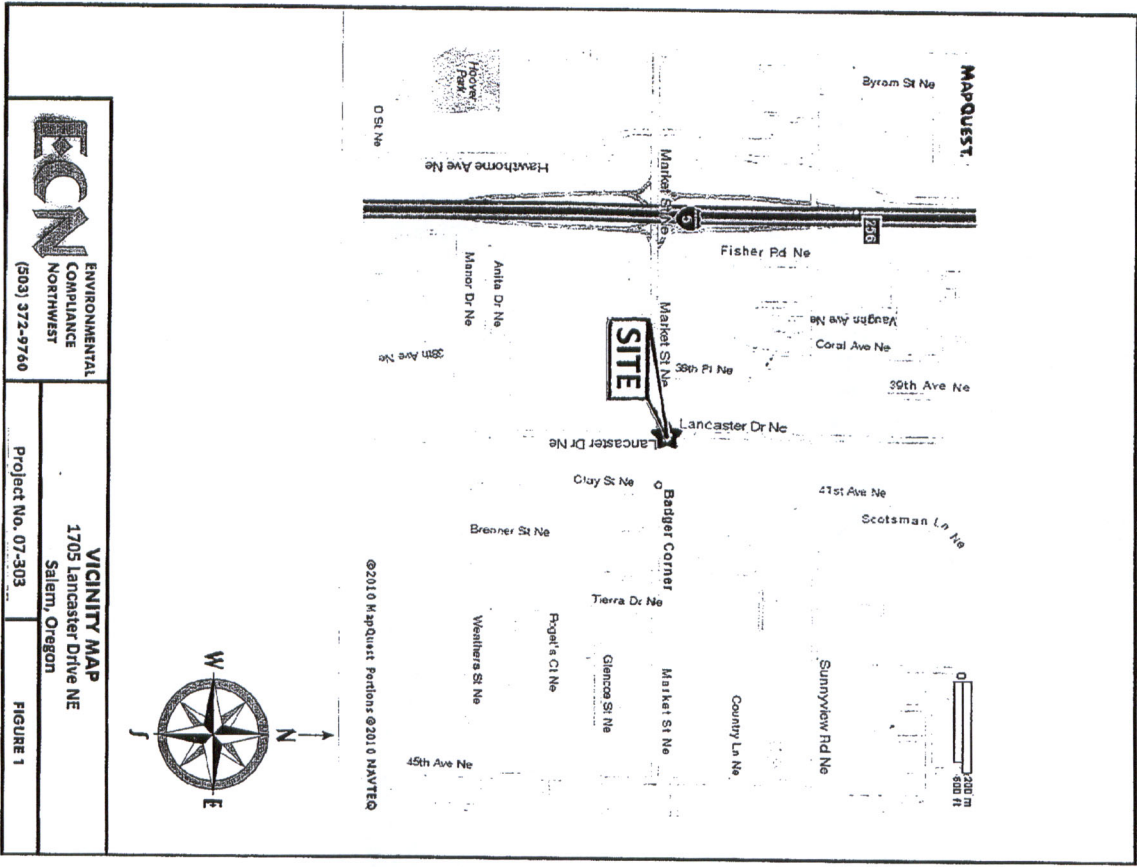 MAPQUEST.
0
200 m
600 ft
Byram St Ne
Fisher Rd Ne
Vaughn Ave Ne
Coral Ave Ne
39th Ave Ne
41st Ave Ne
Scotsman Ln Ne
Sunnyview Rd Ne
Country Ln Ne
256
5
Market St Ne
Market St Ne
38th Pl Ne
Lancaster Dr Ne
Badger Corner
Market St Ne
SITE
Lancaster Dr Ne
Clay St Ne
Tierra Dr Ne
Glencoe St Ne
Hoover
Park
Hawthorne Ave Ne
Anita Dr Ne
Manor Dr Ne
38th Ave Ne
Brenner St Ne
Roget's Ct Ne
Weathers St Ne
45th Ave Ne
D St Ne
©2010 MapQuest Portions ©2010 NAVTEQ
N
W
E
S
ECN
ENVIRONMENTAL
COMPLIANCE
NORTHWEST
(503) 372-9760
VICINITY MAP
1705 Lancaster Drive NE
Salem, Oregon
Project No. 07-303
FIGURE 1